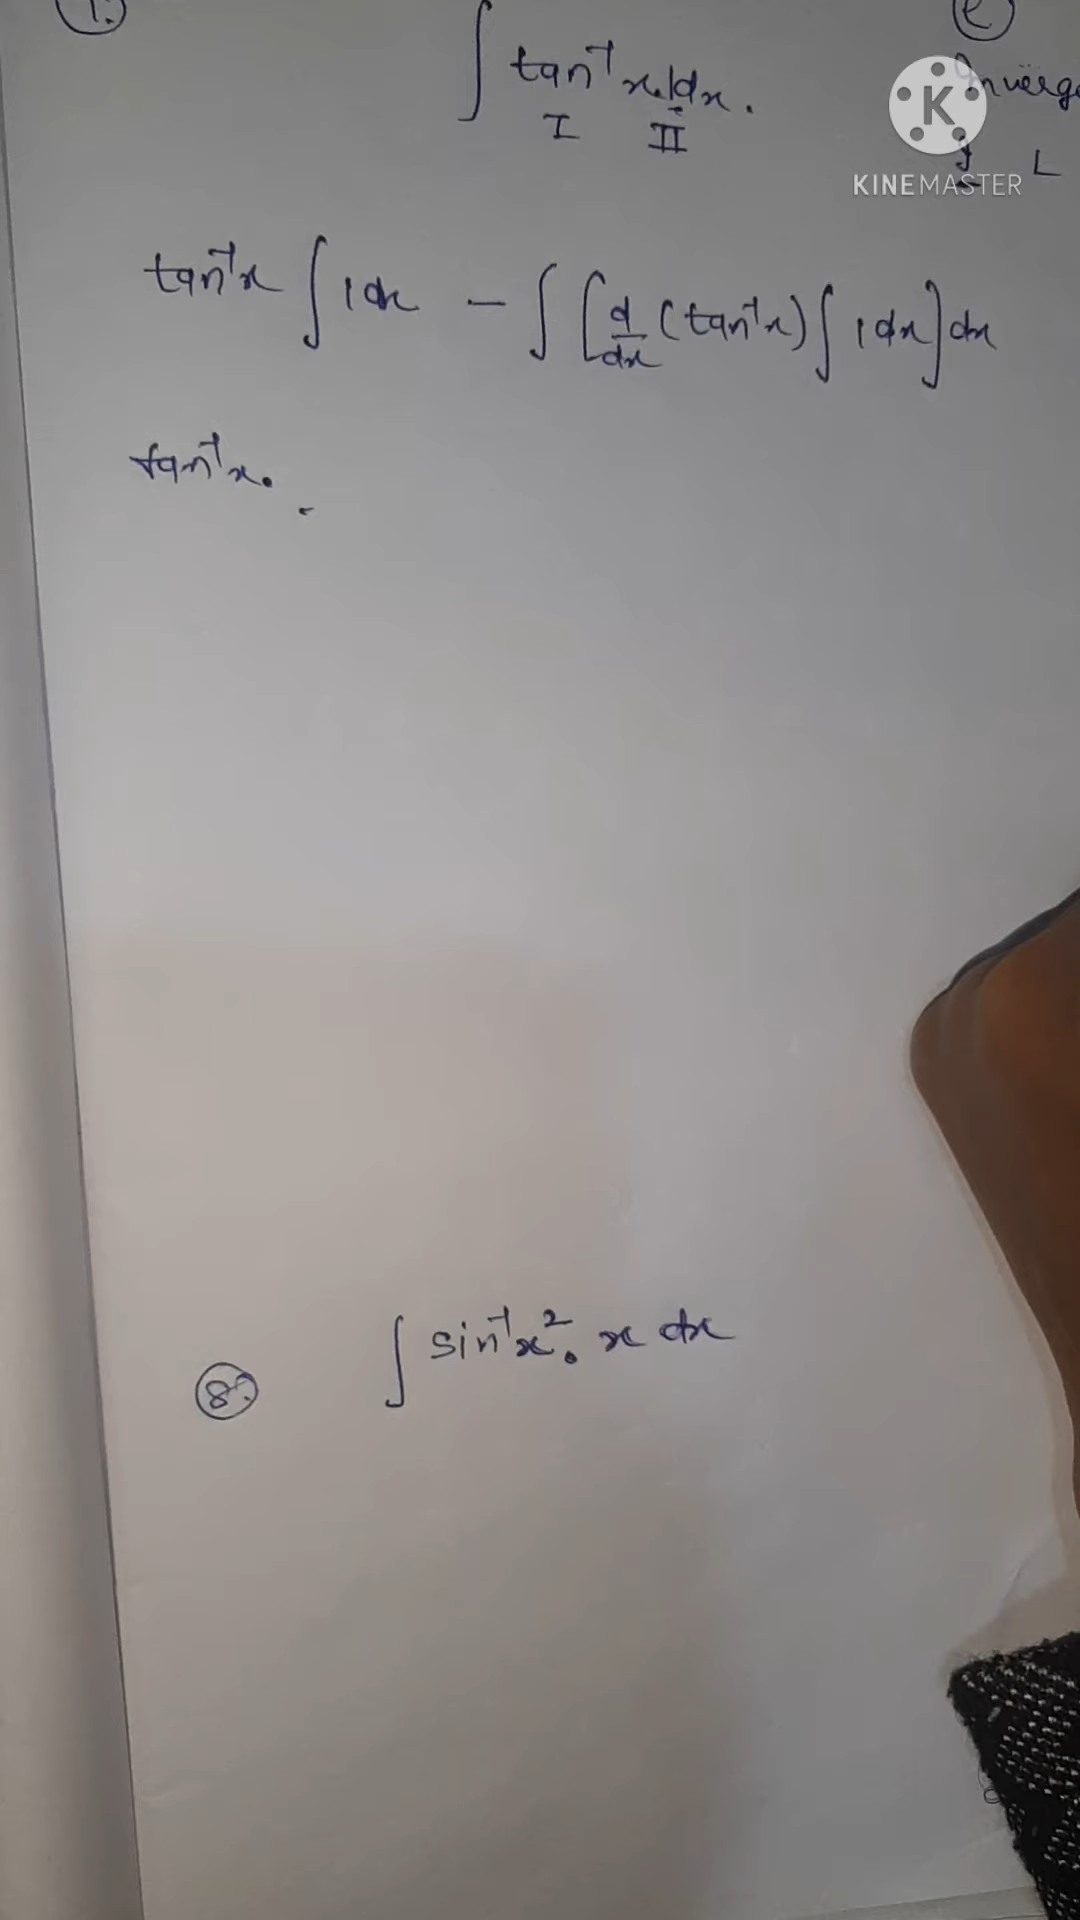 7.
∫ tan⁻¹x.1dx.
I II
L
KINEMASTER
tan⁻¹x ∫ 1dx − ∫ [d/dx (tan⁻¹x) ∫ 1dx] dx
tan⁻¹x.
8. ∫ sin⁻¹x². x dx